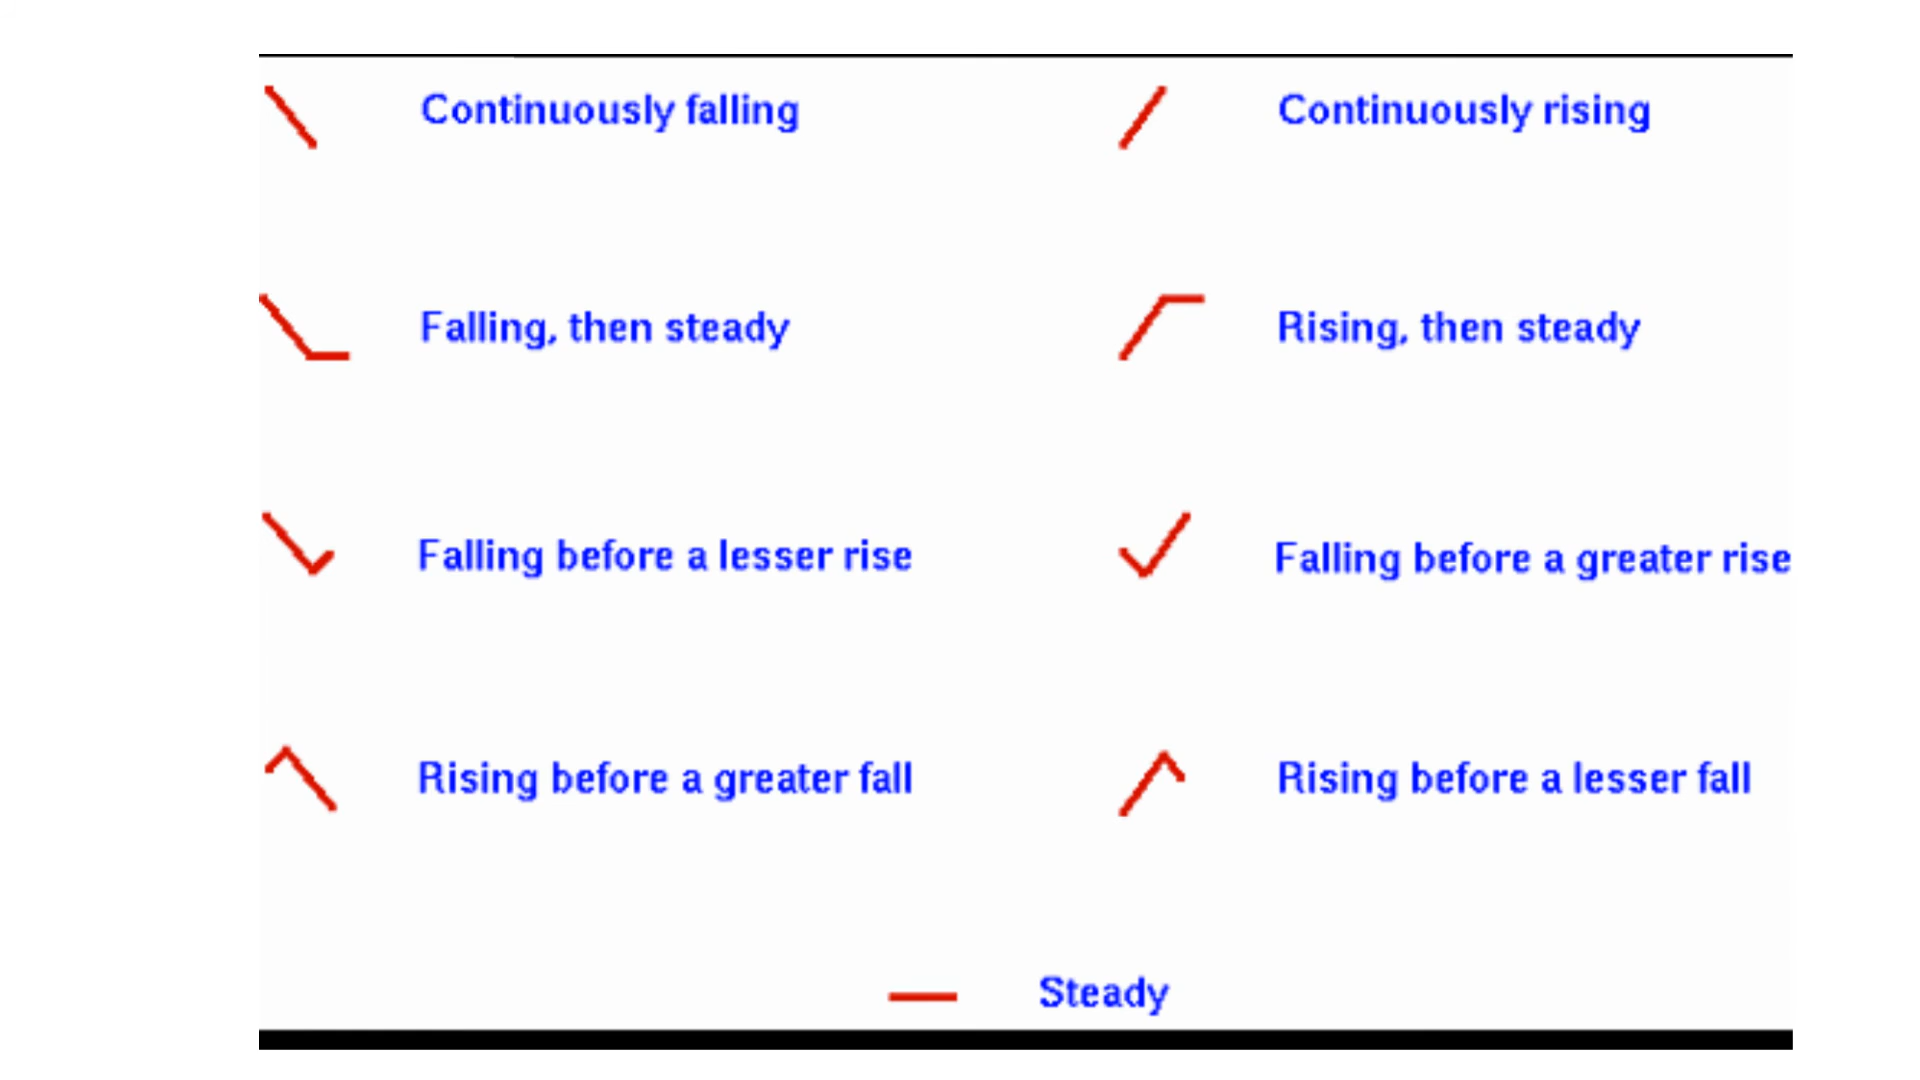 Continuously falling
Continuously rising
Falling, then steady
Rising, then steady
Falling before a lesser rise
Falling before a greater rise
Rising before a greater fall
Rising before a lesser fall
Steady